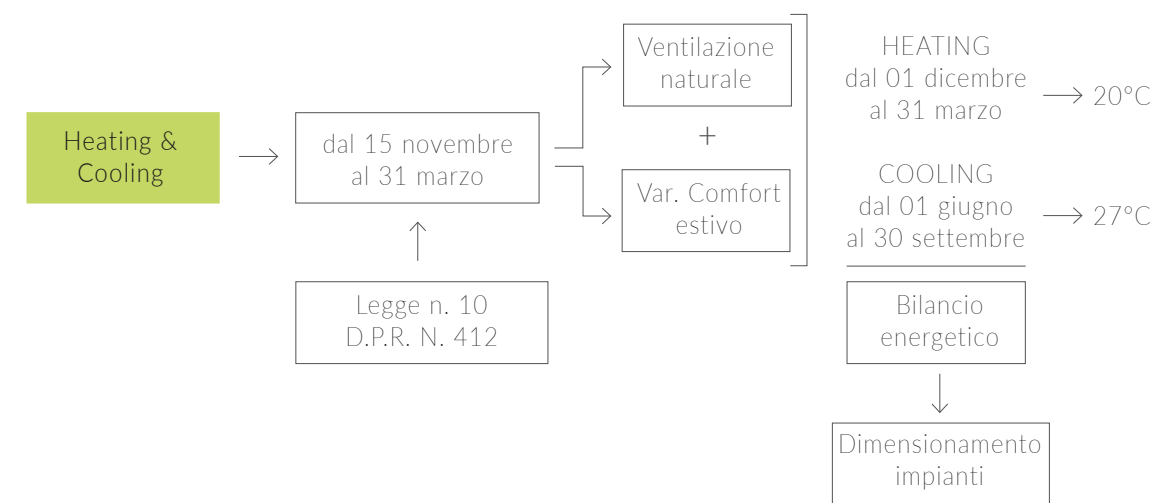 Heating &
Cooling
dal 15 novembre
al 31 marzo
Legge n. 10
D.P.R. N. 412
Ventilazione
naturale
+
Var. Comfort
estivo
HEATING
dal 01 dicembre
al 31 marzo
20°C
COOLING
dal 01 giugno
al 30 settembre
27°C
Bilancio
energetico
Dimensionamento
impianti